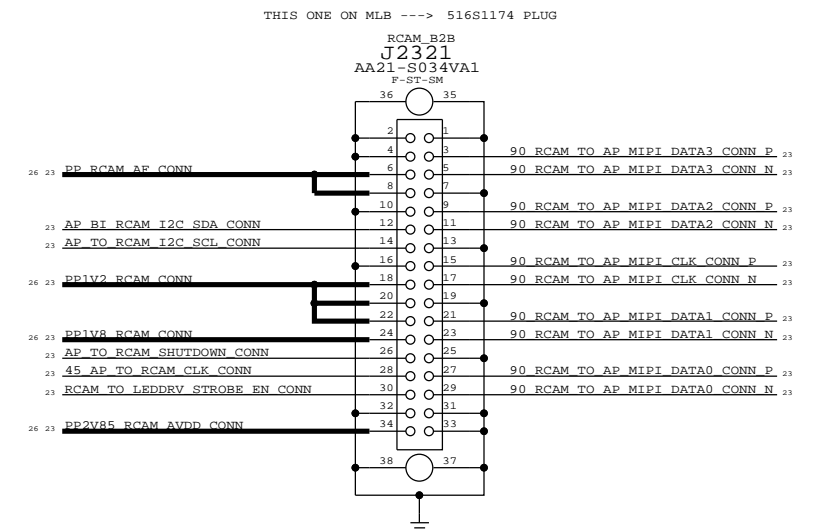 THIS ONE ON MLB ---> 516S1174 PLUG
RCAM_B2B
J2321
AA21-S034VA1
F-ST-SM
36 35
2 1
4 3 90_RCAM_TO_AP_MIPI_DATA3_CONN_P 23
26 23 PP_RCAM_AF_CONN 6 5 90_RCAM_TO_AP_MIPI_DATA3_CONN_N 23
8 7
10 9 90_RCAM_TO_AP_MIPI_DATA2_CONN_P 23
23 AP_BI_RCAM_I2C_SDA_CONN 12 11 90_RCAM_TO_AP_MIPI_DATA2_CONN_N 23
23 AP_TO_RCAM_I2C_SCL_CONN 14 13
16 15 90_RCAM_TO_AP_MIPI_CLK_CONN_P 23
26 23 PP1V2_RCAM_CONN 18 17 90_RCAM_TO_AP_MIPI_CLK_CONN_N 23
20 19
22 21 90_RCAM_TO_AP_MIPI_DATA1_CONN_P 23
26 23 PP1V8_RCAM_CONN 24 23 90_RCAM_TO_AP_MIPI_DATA1_CONN_N 23
23 AP_TO_RCAM_SHUTDOWN_CONN 26 25
23 45_AP_TO_RCAM_CLK_CONN 28 27 90_RCAM_TO_AP_MIPI_DATA0_CONN_P 23
23 RCAM_TO_LEDDRV_STROBE_EN_CONN 30 29 90_RCAM_TO_AP_MIPI_DATA0_CONN_N 23
32 31
26 23 PP2V85_RCAM_AVDD_CONN 34 33
38 37